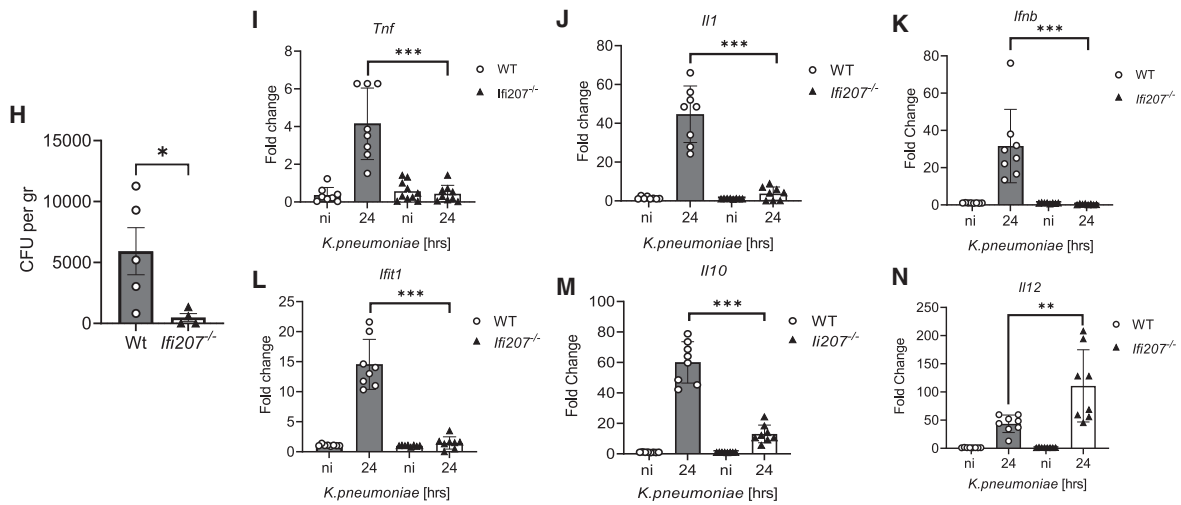 H
15000
10000
5000
0
CFU per gr
*
Wt Ifi207-/-
I
Tnf
8
6
4
2
0
Fold change
***
WT
Ifi207-/-
ni 24 ni 24
K.pneumoniae [hrs]
J
Il1
80
60
40
20
0
Fold change
***
WT
Ifi207-/-
ni 24 ni 24
K.pneumoniae [hrs]
K
Ifnb
80
60
40
20
0
Fold Change
***
WT
Ifi207-/-
ni 24 ni 24
K.pneumoniae [hrs]
L
Ifit1
25
20
15
10
5
0
Fold change
***
WT
Ifi207-/-
ni 24 ni 24
K.pneumoniae [hrs]
M
Il10
100
80
60
40
20
0
Fold Change
***
WT
Ii207-/-
ni 24 ni 24
K.pneumoniae [hrs]
N
Il12
250
200
150
100
50
0
Fold Change
**
WT
Ifi207-/-
ni 24 ni 24
K.pneumoniae [hrs]